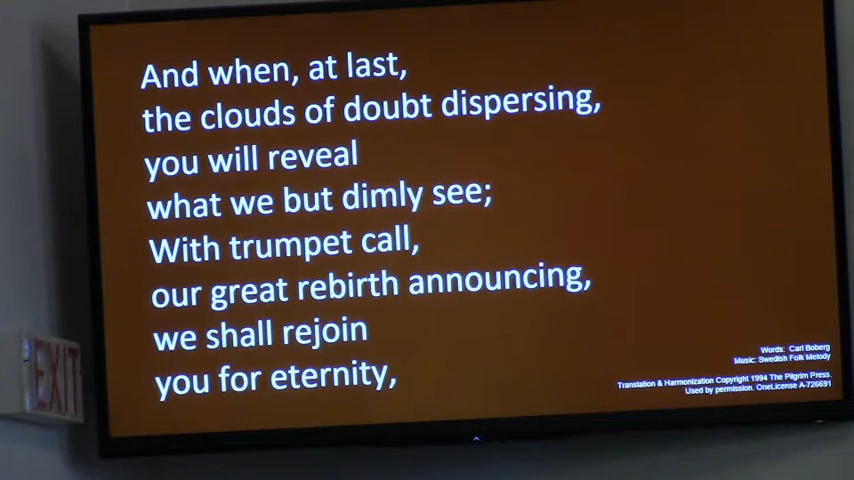 And when, at last,
the clouds of doubt dispersing,
you will reveal
what we but dimly see;
With trumpet call,
our great rebirth announcing,
we shall rejoin
you for eternity,
Words: Carl Boberg
Music: Swedish Folk Melody
Translation & Harmonization Copyright 1994 The Pilgrim Press.
Used by permission. OneLicense A-726691
EXIT